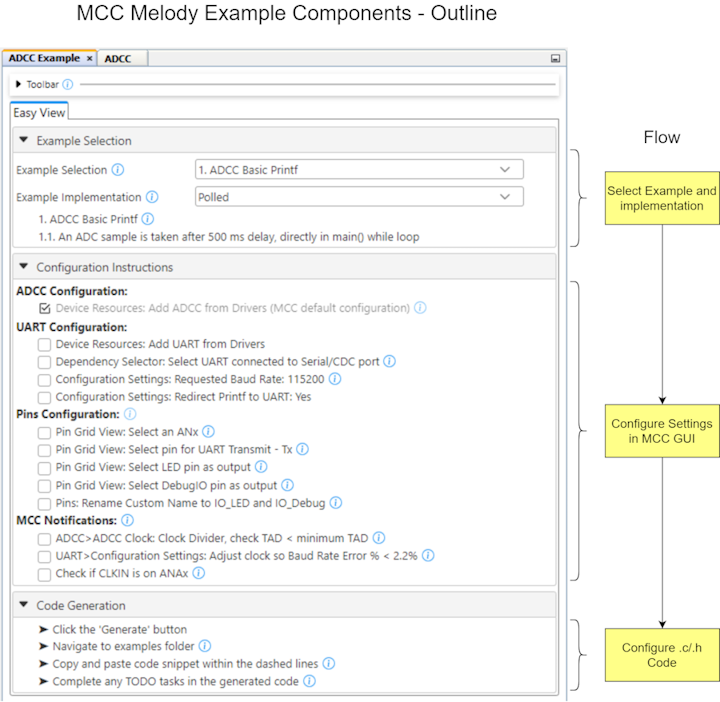 MCC Melody Example Components - Outline
ADCC Example × ADCC
Toolbar
Easy View
Example Selection
Example Selection 1. ADCC Basic Printf
Example Implementation Polled
1. ADCC Basic Printf
1.1. An ADC sample is taken after 500 ms delay, directly in main() while loop
Configuration Instructions
ADCC Configuration:
Device Resources: Add ADCC from Drivers (MCC default configuration)
UART Configuration:
Device Resources: Add UART from Drivers
Dependency Selector: Select UART connected to Serial/CDC port
Configuration Settings: Requested Baud Rate: 115200
Configuration Settings: Redirect Printf to UART: Yes
Pins Configuration:
Pin Grid View: Select an ANx
Pin Grid View: Select pin for UART Transmit - Tx
Pin Grid View: Select LED pin as output
Pin Grid View: Select DebugIO pin as output
Pins: Rename Custom Name to IO_LED and IO_Debug
MCC Notifications:
ADCC>ADCC Clock: Clock Divider, check TAD < minimum TAD
UART>Configuration Settings: Adjust clock so Baud Rate Error % < 2.2%
Check if CLKIN is on ANAx
Code Generation
Click the 'Generate' button
Navigate to examples folder
Copy and paste code snippet within the dashed lines
Complete any TODO tasks in the generated code
Flow
Select Example and
implementation
Configure Settings
in MCC GUI
Configure .c/.h
Code